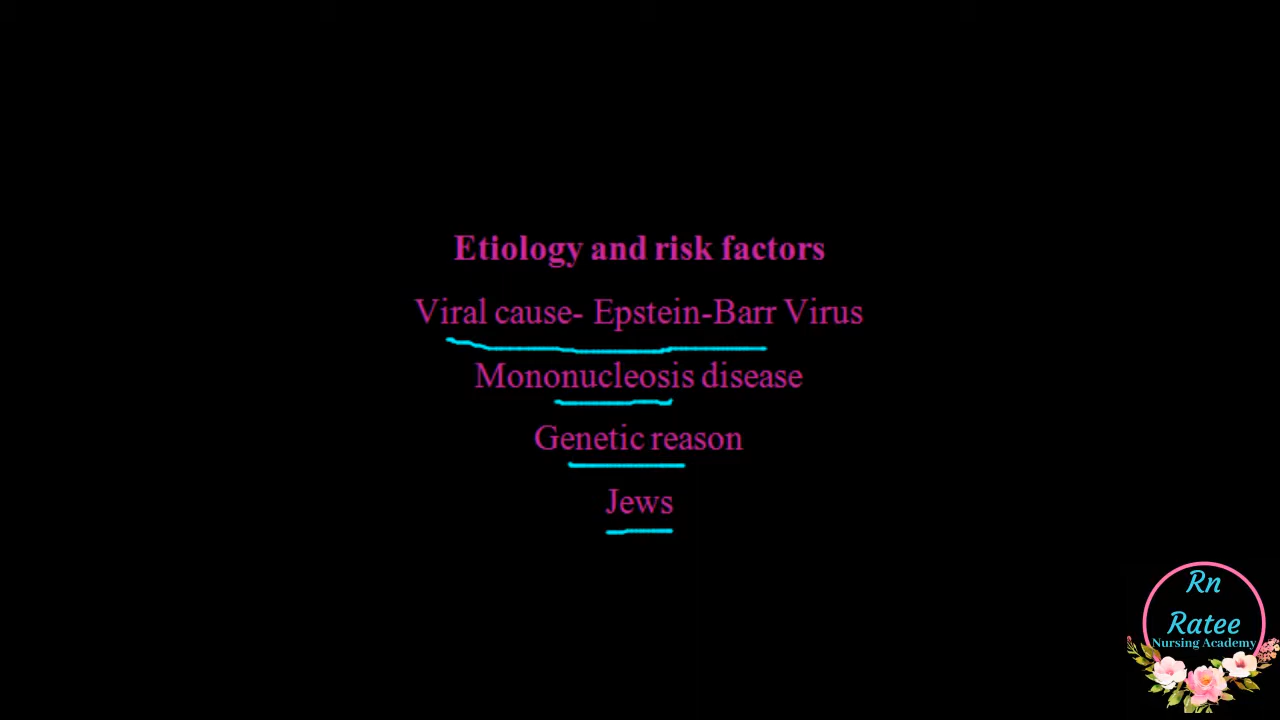 Etiology and risk factors
Viral cause- Epstein-Barr Virus
Mononucleosis disease
Genetic reason
Jews
Rn
Ratee
Nursing Academy